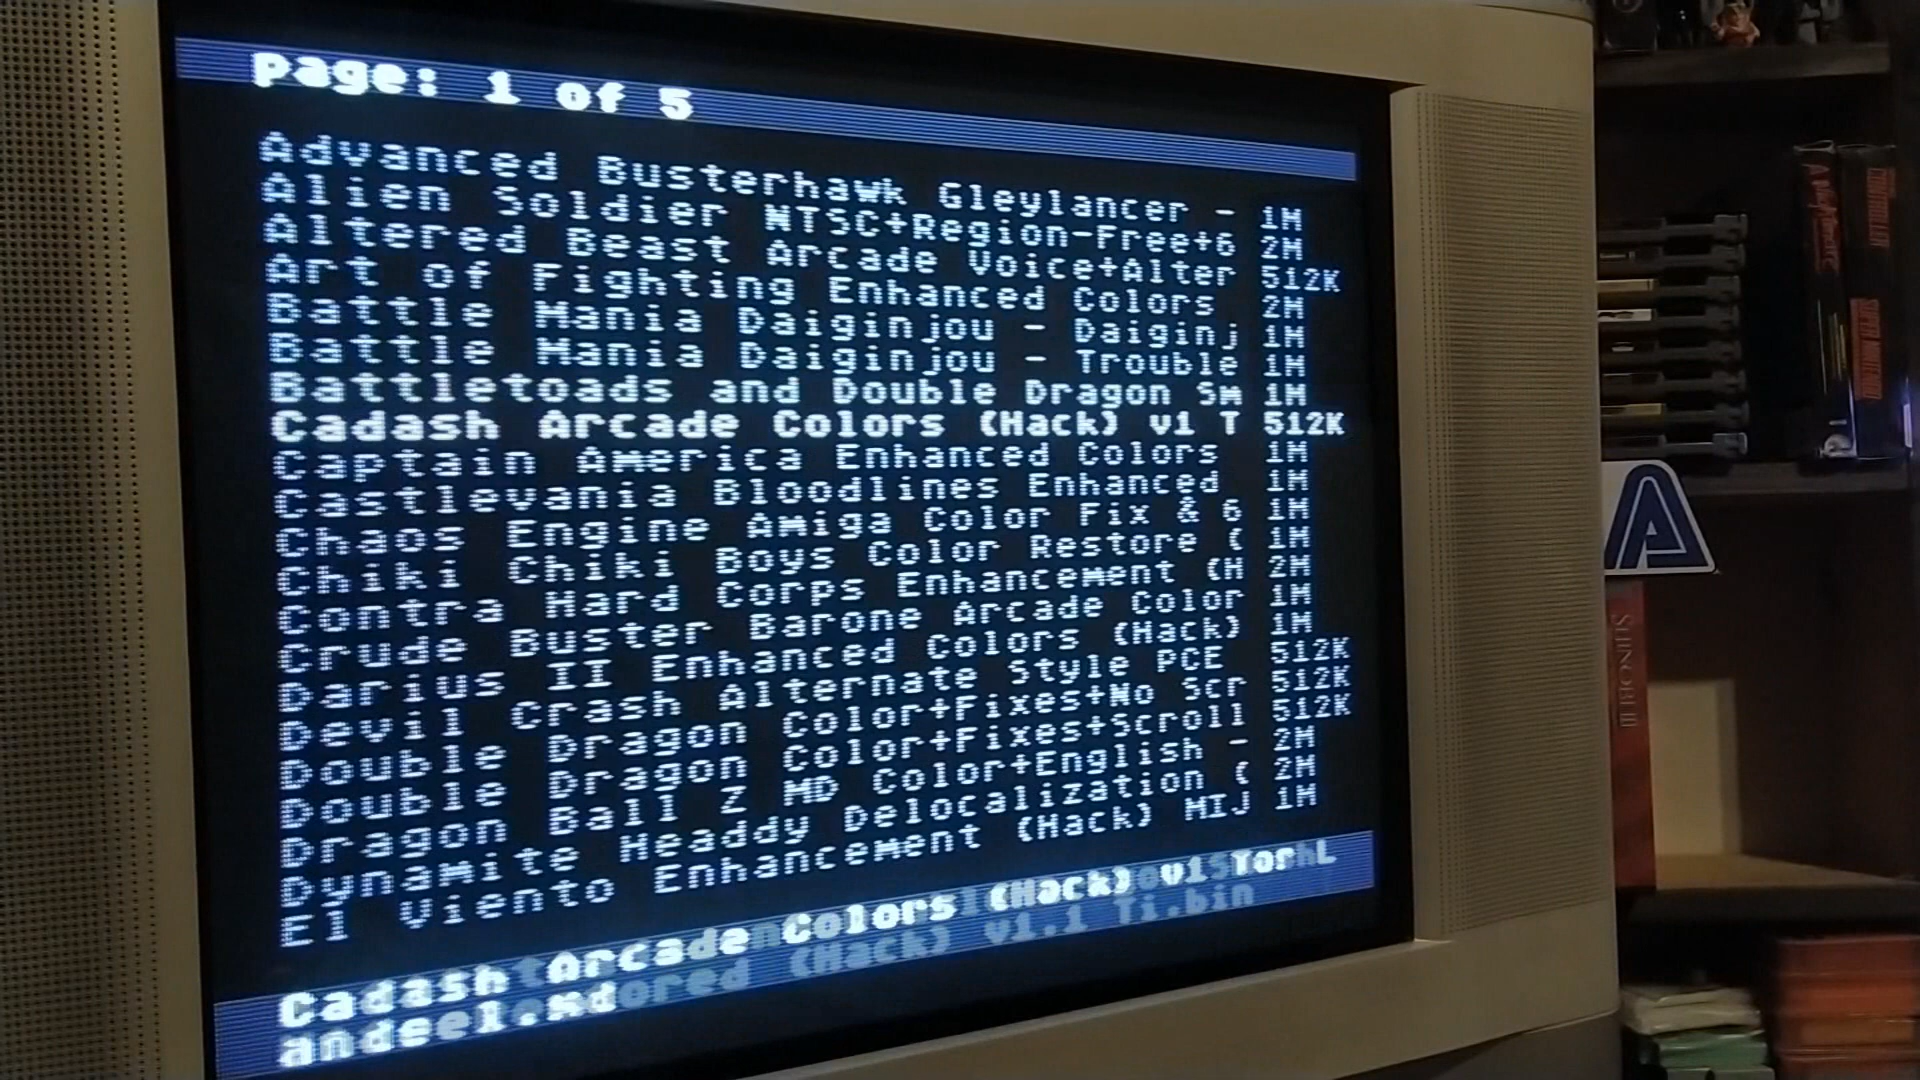 page: 1 of 5
Advanced Busterhawk Gleylancer - 1M
Alien Soldier NTSC+Region-Free+6 2M
Altered Beast Arcade Voice+Alter 512K
Art of Fighting Enhanced Colors 2M
Battle Mania Daiginjou - Daiginj 1M
Battle Mania Daiginjou - Trouble 1M
Battletoads and Double Dragon Sm 1M
Cadash Arcade Colors (Hack) v1 T 512K
Captain America Enhanced Colors 1M
Castlevania Bloodlines Enhanced 1M
Chaos Engine Amiga Color Fix & 6 1M
Chiki Chiki Boys Color Restore ( 1M
Contra Hard Corps Enhancement (H 2M
Crude Buster Barone Arcade Color 1M
Darius II Enhanced Colors (Hack) 1M
Devil Crash Alternate Style PCE 512K
Double Dragon Color+Fixes+No Scr 512K
Double Dragon Color+Fixes+Scroll 512K
Dragon Ball Z MD Color+English - 2M
Dynamite Headdy Delocalization ( 2M
El Viento Enhancement (Hack) MIJ 1M
Cadash Arcade Colors (Hack) v1
SHINOBI III